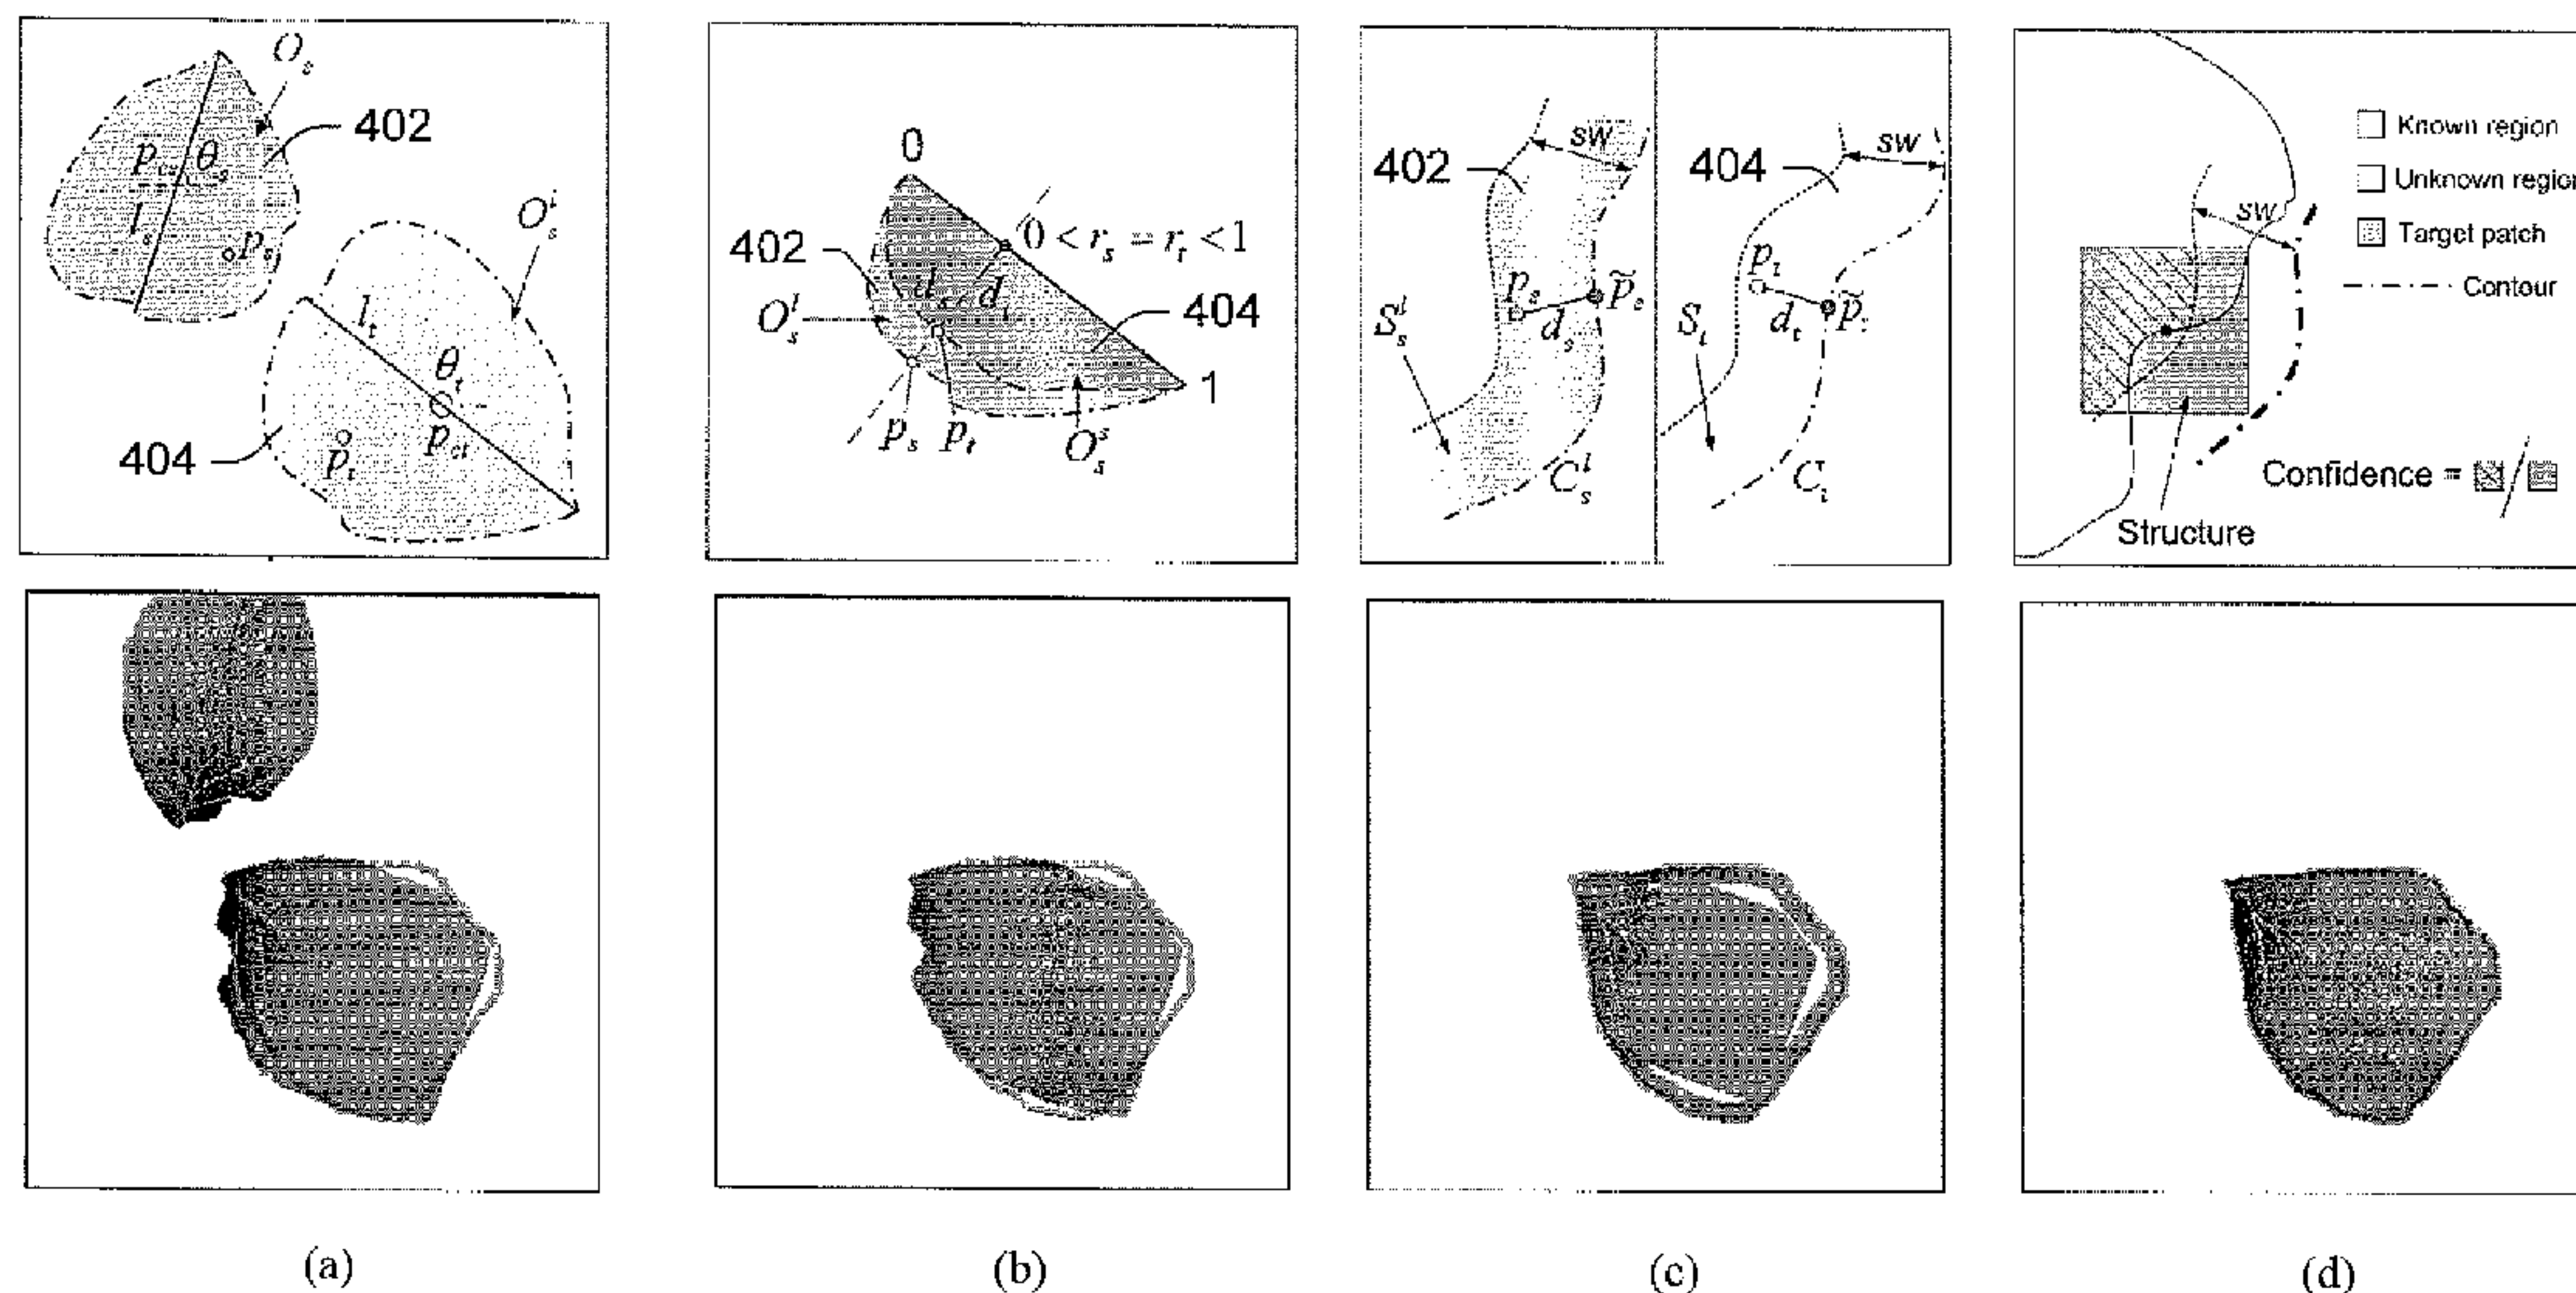 O_s
402
p_cs θ_s
l_s
p_s
O_s^l
l_t
θ_t
p_ct
404
p_t
0
0 < r_s = r_t < 1
402
d_s d_t
O_s^l
404
1
p_s p_t
O_s^s
402
sw
p_s
p̃_s
d_s
S_s^l
C_s^l
404
sw
p_t
p̃_t
d_t
S_t
C_t
Known region
Unknown region
Target patch
Contour
sw
Confidence = /
Structure
(a)
(b)
(c)
(d)